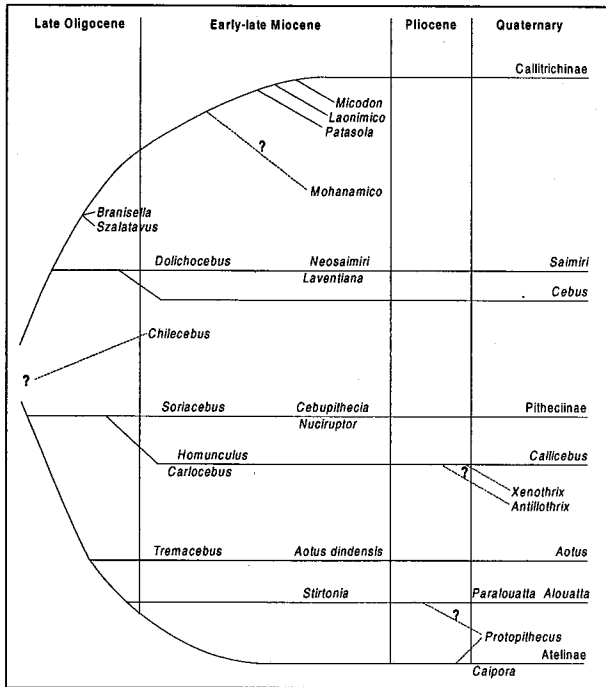 Late Oligocene Early-late Miocene Pliocene Quaternary
Callitrichinae
Micodon
Laonimico
Patasola
?
Mohanamico
Branisella
Szalatavus
Dolichocebus Neosaimiri Saimiri
Laventiana
Cebus
Chilecebus
?
Soriacebus Cebupithecia Pitheciinae
Nuciruptor
Homunculus Callicebus
Carlocebus ?
Xenothrix
Antillothrix
Tremacebus Aotus dindensis Aotus
Stirtonia Paralouatta Alouatta
?
Protopithecus
Atelinae
Caipora